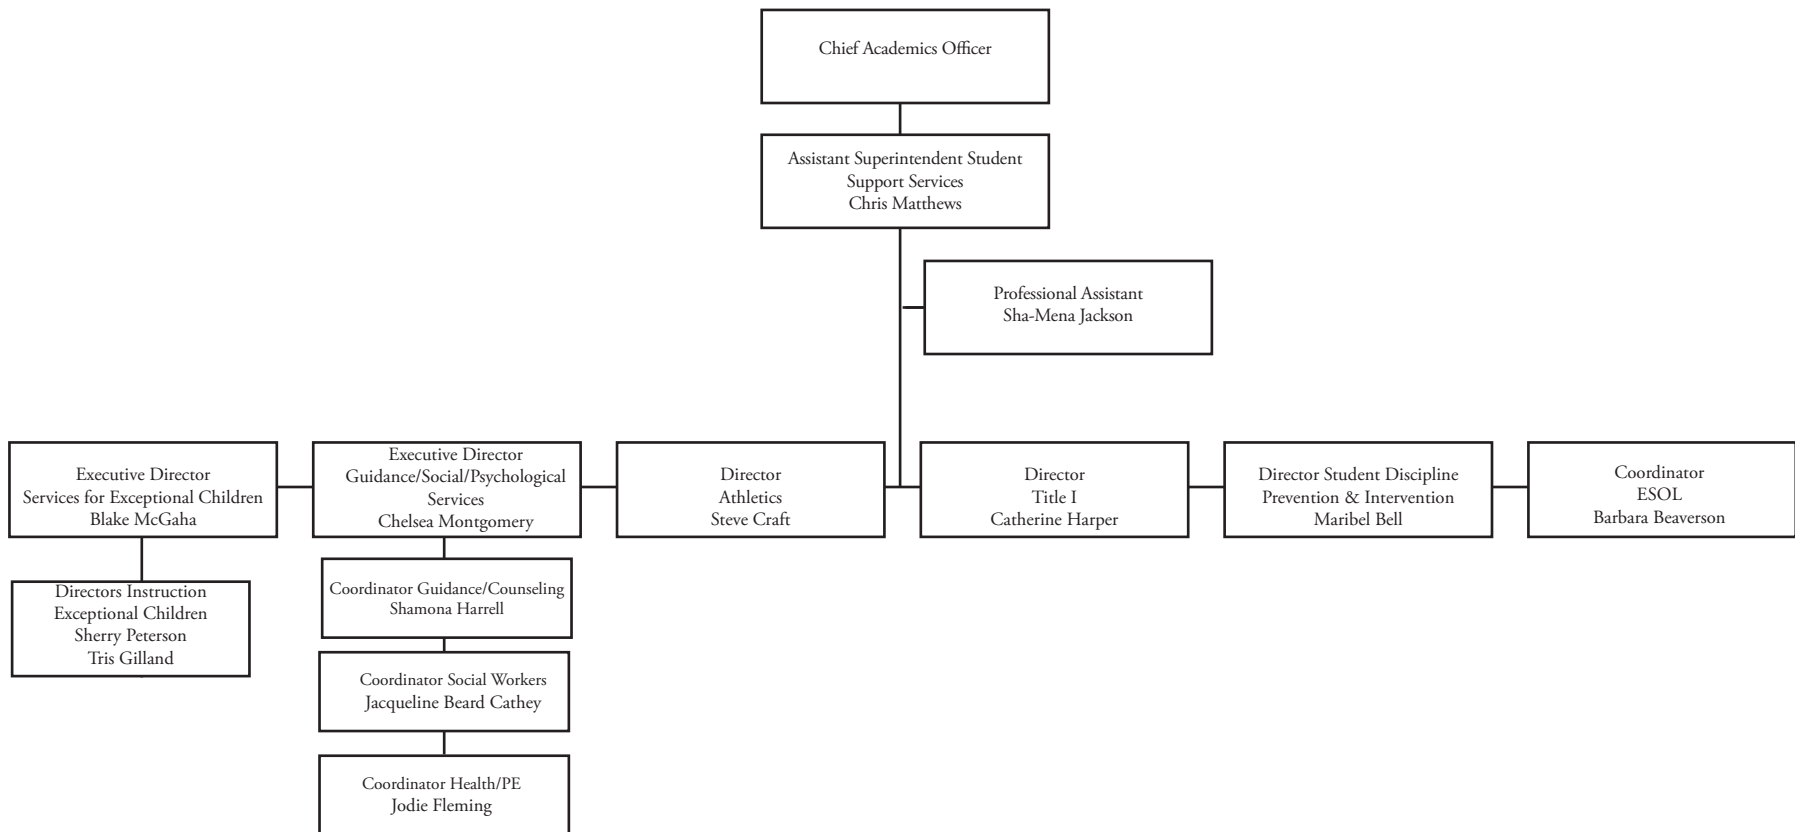 Chief Academics Officer
Assistant Superintendent Student
Support Services
Chris Matthews
Professional Assistant
Sha-Mena Jackson
Executive Director
Services for Exceptional Children
Blake McGaha
Executive Director
Guidance/Social/Psychological
Services
Chelsea Montgomery
Director
Athletics
Steve Craft
Director
Title I
Catherine Harper
Director Student Discipline
Prevention & Intervention
Maribel Bell
Coordinator
ESOL
Barbara Beaverson
Directors Instruction
Exceptional Children
Sherry Peterson
Tris Gilland
Coordinator Guidance/Counseling
Shamona Harrell
Coordinator Social Workers
Jacqueline Beard Cathey
Coordinator Health/PE
Jodie Fleming